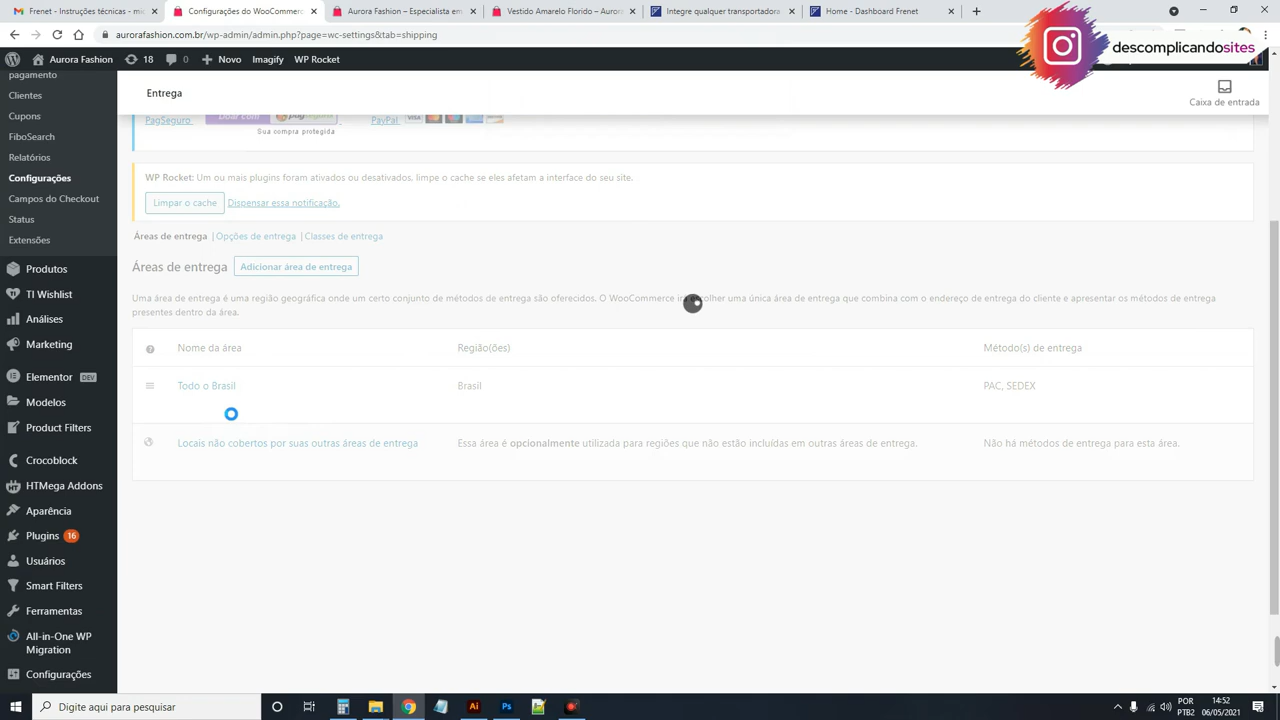 Frenet - Instruções técnicas - d
Configurações do WooCommerce
Aurora Fashion – Especialista em
Vestido Amarelo Florido – Auror
Integre qualquer transportadora
Home - Dashboard Frenet
aurorafashion.com.br/wp-admin/admin.php?page=wc-settings&tab=shipping
descomplicandosites
Aurora Fashion
18
0
Novo
Imagify
WP Rocket
pagamento
Clientes
Cupons
FiboSearch
Relatórios
Configurações
Campos do Checkout
Status
Extensões
Produtos
TI Wishlist
Análises
Marketing
Elementor DEV
Modelos
Product Filters
Crocoblock
HTMega Addons
Aparência
Plugins 16
Usuários
Smart Filters
Ferramentas
All-in-One WP
Migration
Configurações
Entrega
Caixa de entrada
PagSeguro
Sua compra protegida
PayPal
VISA
WP Rocket: Um ou mais plugins foram ativados ou desativados, limpe o cache se eles afetam a interface do seu site.
Limpar o cache
Dispensar essa notificação.
Áreas de entrega | Opções de entrega | Classes de entrega
Áreas de entrega
Adicionar área de entrega
Uma área de entrega é uma região geográfica onde um certo conjunto de métodos de entrega são oferecidos. O WooCommerce irá escolher uma única área de entrega que combina com o endereço de entrega do cliente e apresentar os métodos de entrega
presentes dentro da área.
Nome da área
Região(ões)
Método(s) de entrega
Todo o Brasil
Brasil
PAC, SEDEX
Locais não cobertos por suas outras áreas de entrega
Essa área é opcionalmente utilizada para regiões que não estão incluídas em outras áreas de entrega.
Não há métodos de entrega para esta área.
Digite aqui para pesquisar
POR
PTB2
14:52
06/05/2021